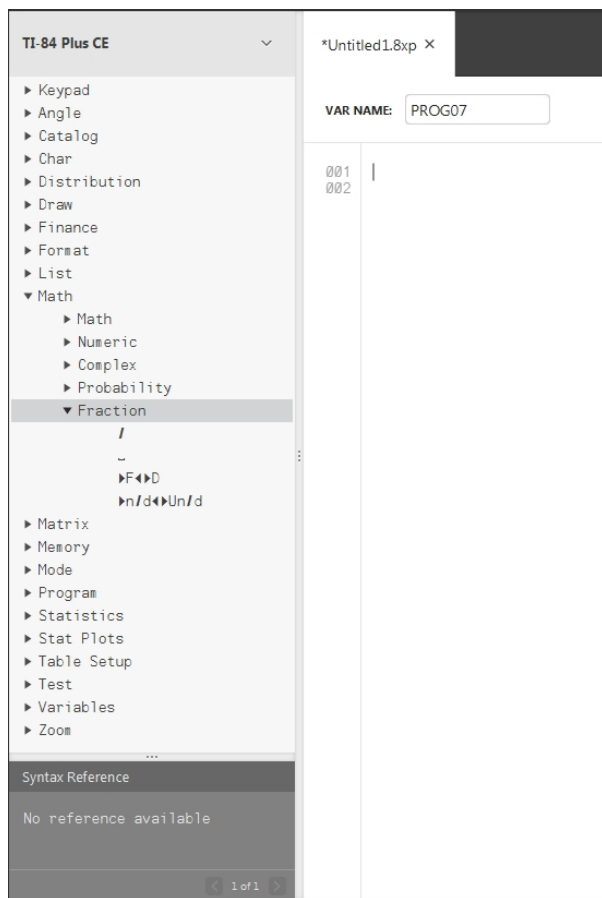 TI-84 Plus CE
*Untitled1.8xp ×
VAR NAME: PROG07
▶ Keypad
▶ Angle
▶ Catalog
▶ Char
▶ Distribution
▶ Draw
▶ Finance
▶ Format
▶ List
▼ Math
▶ Math
▶ Numeric
▶ Complex
▶ Probability
▼ Fraction
/
⎵
▶F◀▶D
▶n/d◀▶Un/d
▶ Matrix
▶ Memory
▶ Mode
▶ Program
▶ Statistics
▶ Stat Plots
▶ Table Setup
▶ Test
▶ Variables
▶ Zoom
001
002
Syntax Reference
No reference available
< 1 of 1 >